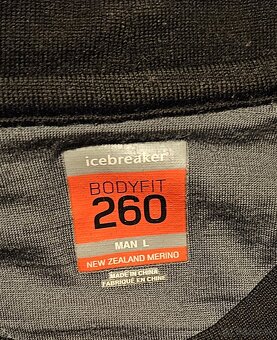 icebreaker
BODYFIT
260
MAN L
NEW ZEALAND MERINO
MADE IN CHINA
FABRIQUÉ EN CHINE